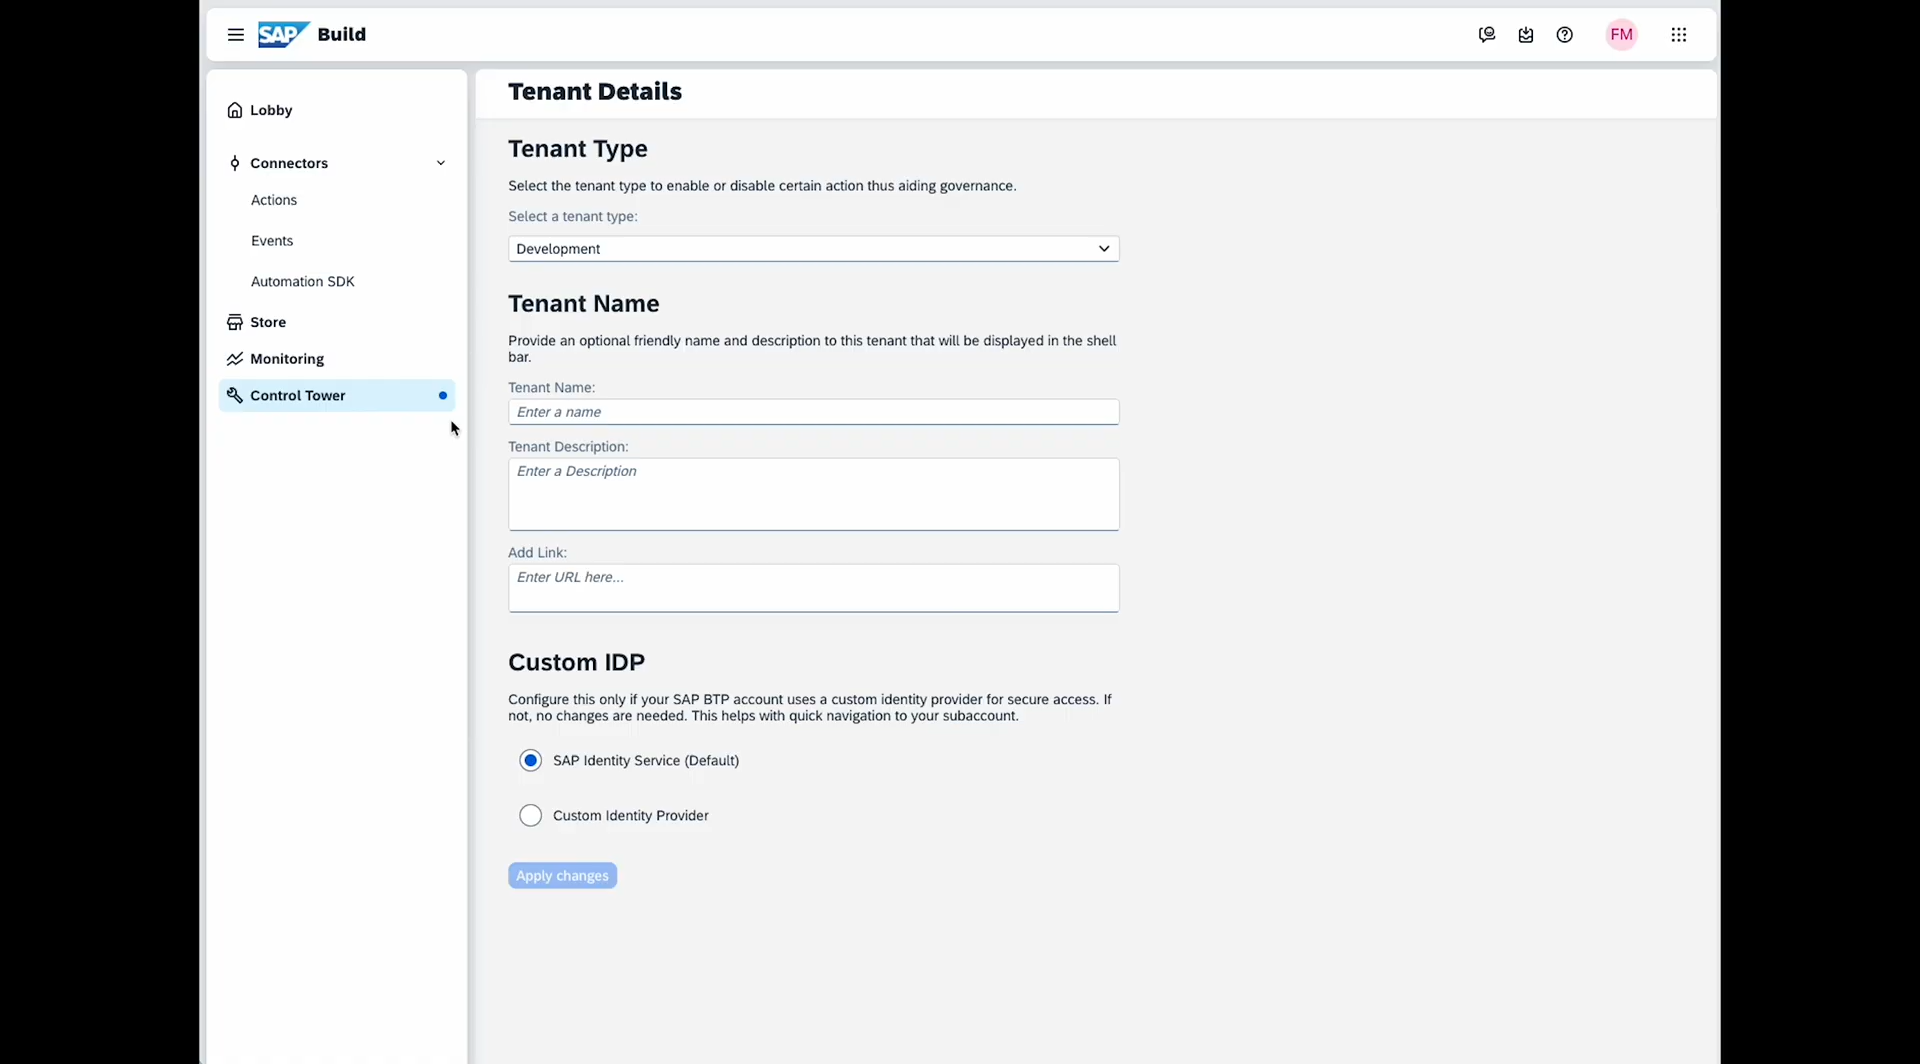 SAP Build
FM
Lobby
Connectors
Actions
Events
Automation SDK
Store
Monitoring
Control Tower
Tenant Details
Tenant Type
Select the tenant type to enable or disable certain action thus aiding governance.
Select a tenant type:
Development
Tenant Name
Provide an optional friendly name and description to this tenant that will be displayed in the shell
bar.
Tenant Name:
Enter a name
Tenant Description:
Enter a Description
Add Link:
Enter URL here...
Custom IDP
Configure this only if your SAP BTP account uses a custom identity provider for secure access. If
not, no changes are needed. This helps with quick navigation to your subaccount.
SAP Identity Service (Default)
Custom Identity Provider
Apply changes